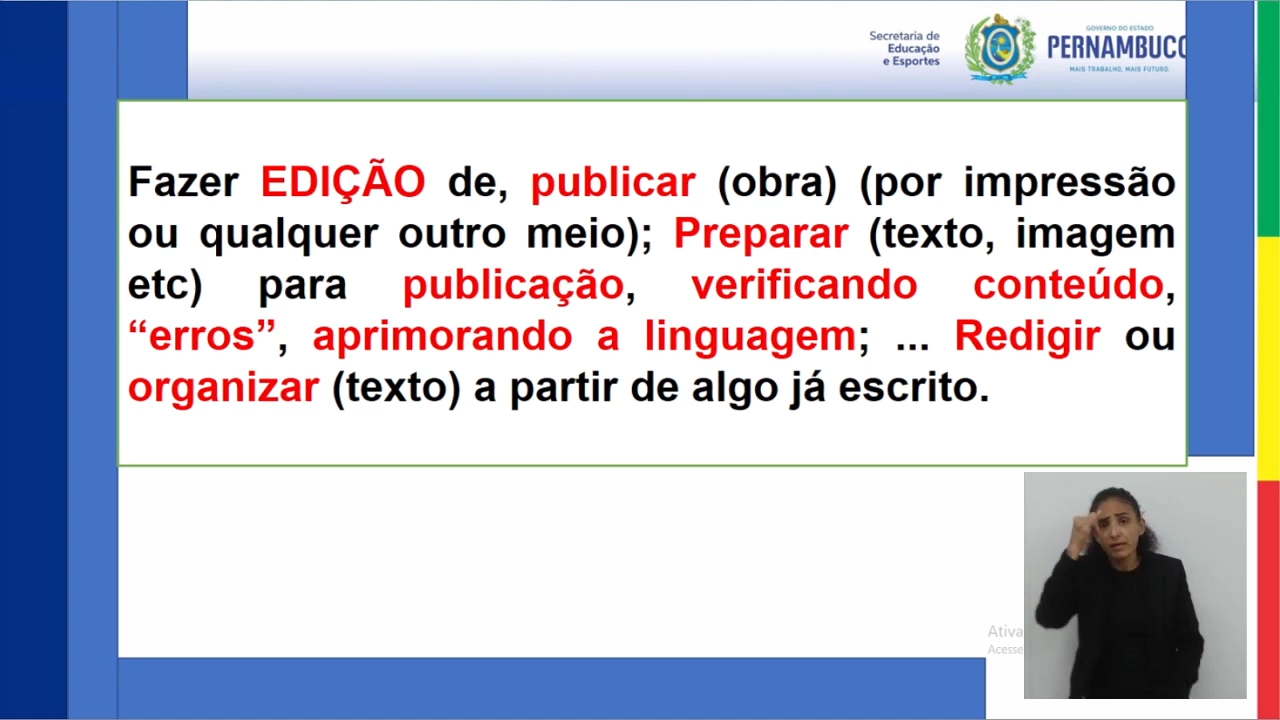 Secretaria de
Educação
e Esportes
GOVERNO DO ESTADO
PERNAMBUCO
MAIS TRABALHO, MAIS FUTURO.
Fazer EDIÇÃO de, publicar (obra) (por impressão
ou qualquer outro meio); Preparar (texto, imagem
etc) para publicação, verificando conteúdo,
“erros”, aprimorando a linguagem; ... Redigir ou
organizar (texto) a partir de algo já escrito.
Ativa
Acesse